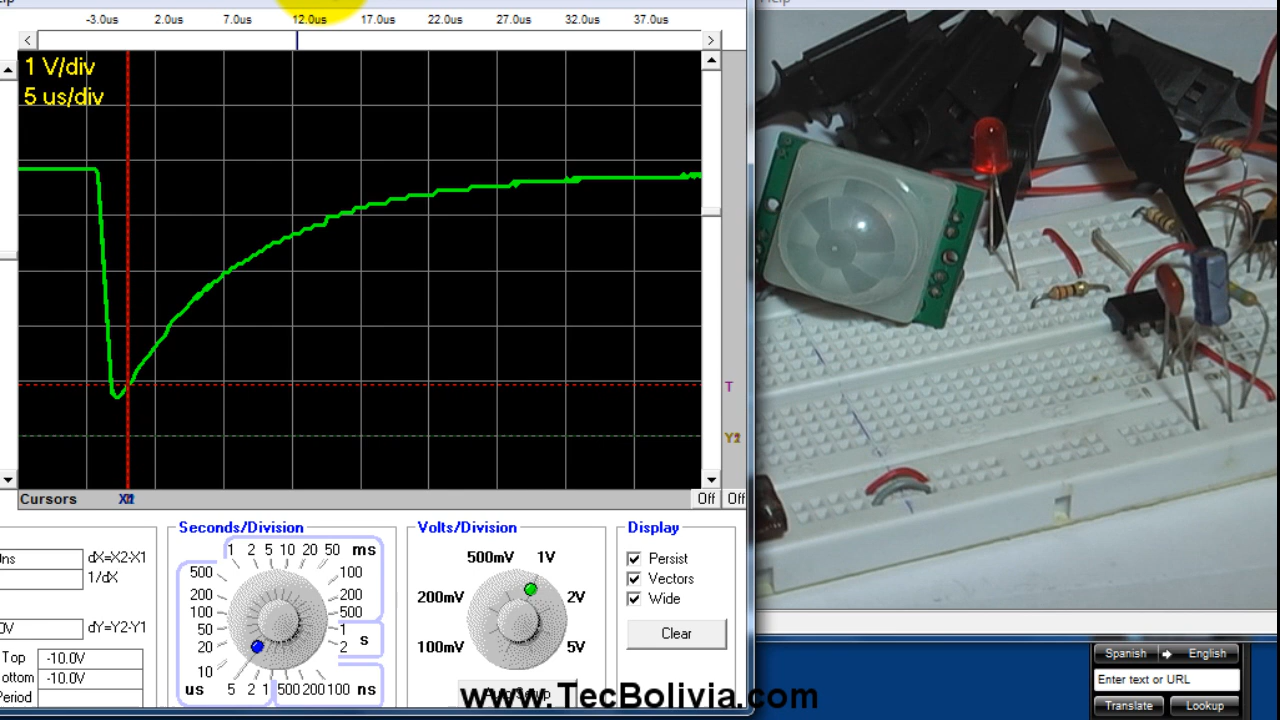 -3.0us 2.0us 7.0us 12.0us 17.0us 22.0us 27.0us 32.0us 37.0us
1 V/div
5 us/div
T
Cursors
Off
Off
Seconds/Division
1 2 5 10 20 50 ms
500 200 100 50 20 10
us 5 2 1 500 200 100 ns
100 200 500
1 2 s
Volts/Division
500mV 1V
200mV 2V
100mV 5V
Display
Persist
Vectors
Wide
Clear
dX=X2-X1
1/dX
dY=Y2-Y1
Top -10.0V
-10.0V
Period
www.TecBolivia.com
Spanish English
Enter text or URL
Translate Lookup